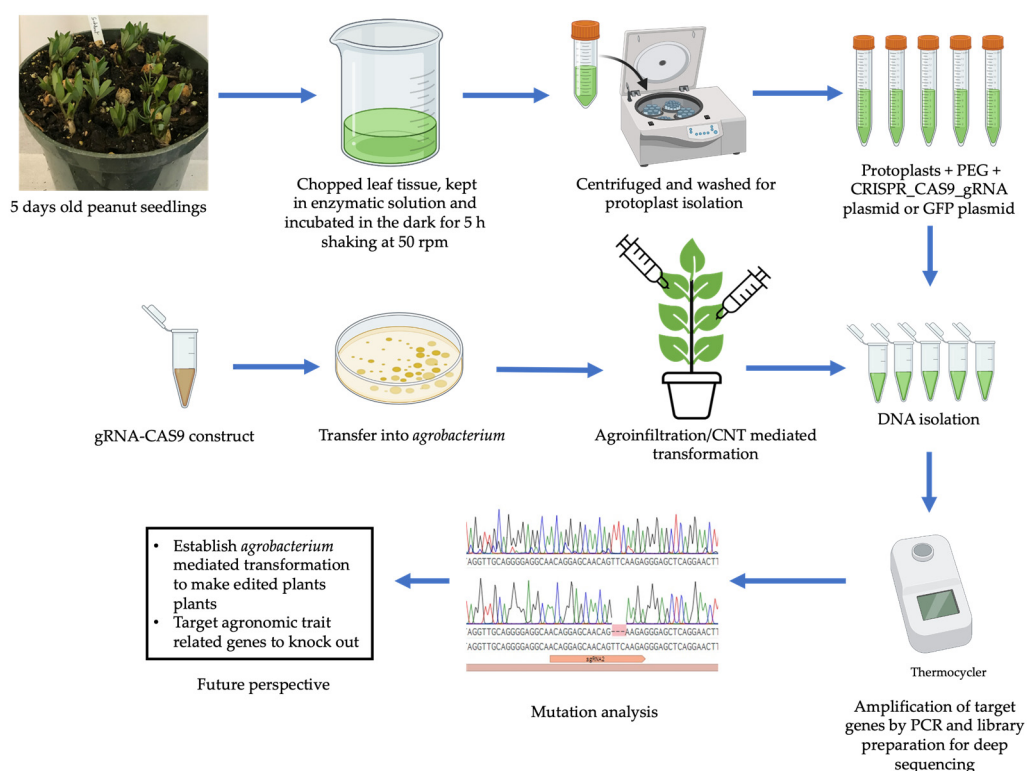 5 days old peanut seedlings
Chopped leaf tissue, kept
in enzymatic solution and
incubated in the dark for 5 h
shaking at 50 rpm
Centrifuged and washed for
protoplast isolation
Protoplasts + PEG +
CRISPR_CAS9_gRNA
plasmid or GFP plasmid
gRNA-CAS9 construct
Transfer into agrobacterium
Agroinfiltration/CNT mediated
transformation
DNA isolation
• Establish agrobacterium
mediated transformation
to make edited plants
plants
• Target agronomic trait
related genes to knock out
Future perspective
AGGTTGCAGGGGAGGCAACAGGAGCAACAGTTCAAGAGGGAGCTCAGGAACTT
AGGTTGCAGGGGAGGCAACAGGAGCAACAG---AAGAGGGAGCTCAGGAACTT
AGGTTGCAGGGGAGGCAACAGGAGCAACAGTTCAAGAGGGAGCTCAGGAACTT
sgRNA2
Mutation analysis
Thermocycler
Amplification of target
genes by PCR and library
preparation for deep
sequencing